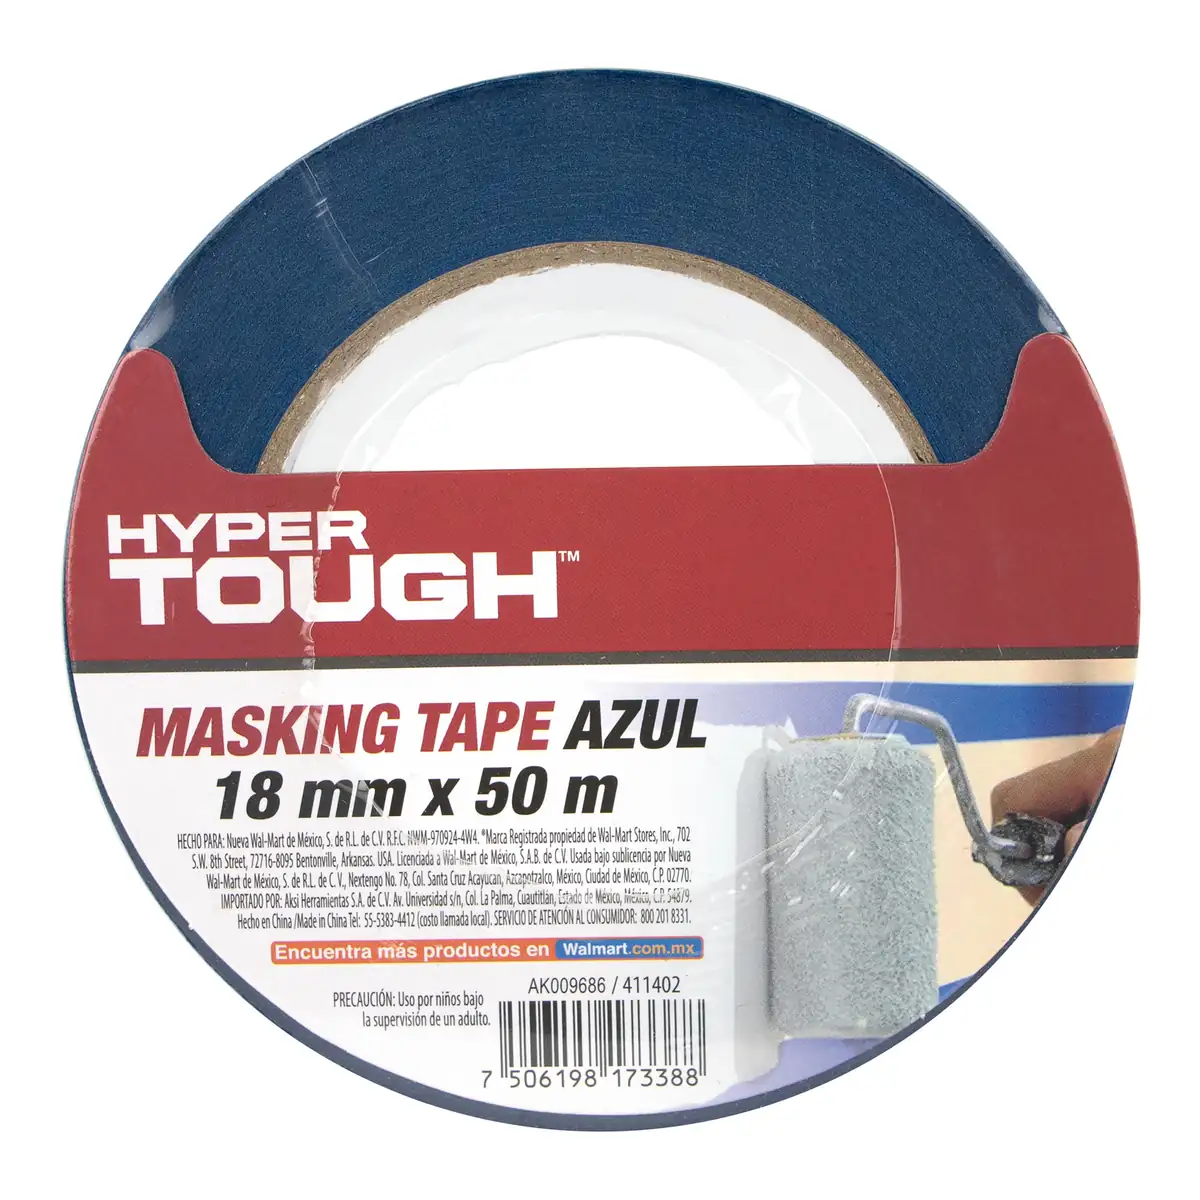 HYPER
TOUGH™
MASKING TAPE AZUL
18 mm x 50 m
HECHO PARA: Nueva Wal-Mart de México, S. de R.L. de C.V. R.F.C. NWM-970924-4W4. *Marca Registrada propiedad de Wal-Mart Stores, Inc., 702
S.W. 8th Street, 72716-8095 Bentonville, Arkansas. USA. Licenciada a Wal-Mart de México, S.A.B. de C.V. Usada bajo sublicencia por Nueva
Wal-Mart de México, S. de R.L. de C. V., Nextengo No. 78, Col. Santa Cruz Acayucan, Azcapotzalco, México, Ciudad de México, C.P. 02770.
IMPORTADO POR: Aksi Herramientas S.A. de C.V. Av. Universidad s/n, Col. La Palma, Cuautitlán, Estado de México, México, C.P. 54879.
Hecho en China /Made in China Tel: 55-5383-4412 (costo llamada local). SERVICIO DE ATENCIÓN AL CONSUMIDOR: 800 201 8331.
Encuentra más productos en Walmart.com.mx
AK009686 / 411402
PRECAUCIÓN: Uso por niños bajo
la supervisión de un adulto.
7 506198 173388